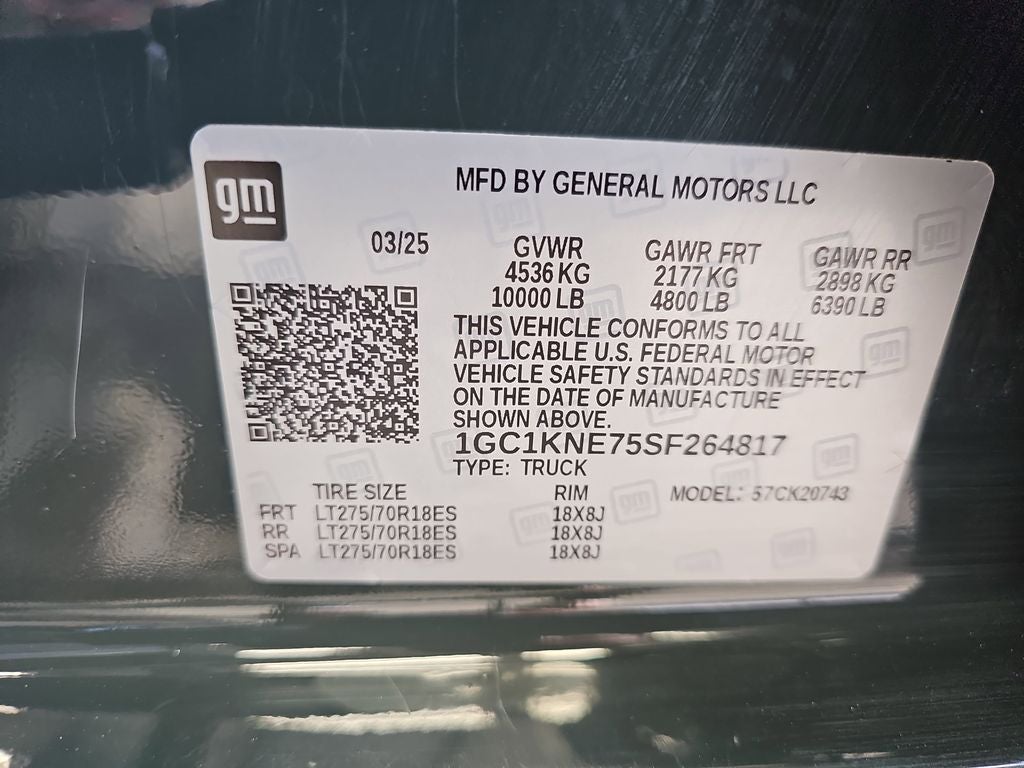 gm
MFD BY GENERAL MOTORS LLC
03/25
GVWR GAWR FRT GAWR RR
4536 KG 2177 KG 2898 KG
10000 LB 4800 LB 6390 LB
THIS VEHICLE CONFORMS TO ALL
APPLICABLE U.S. FEDERAL MOTOR
VEHICLE SAFETY STANDARDS IN EFFECT
ON THE DATE OF MANUFACTURE
SHOWN ABOVE.
1GC1KNE75SF264817
TYPE: TRUCK
TIRE SIZE RIM MODEL: 57CK20743
FRT LT275/70R18ES 18X8J
RR LT275/70R18ES 18X8J
SPA LT275/70R18ES 18X8J